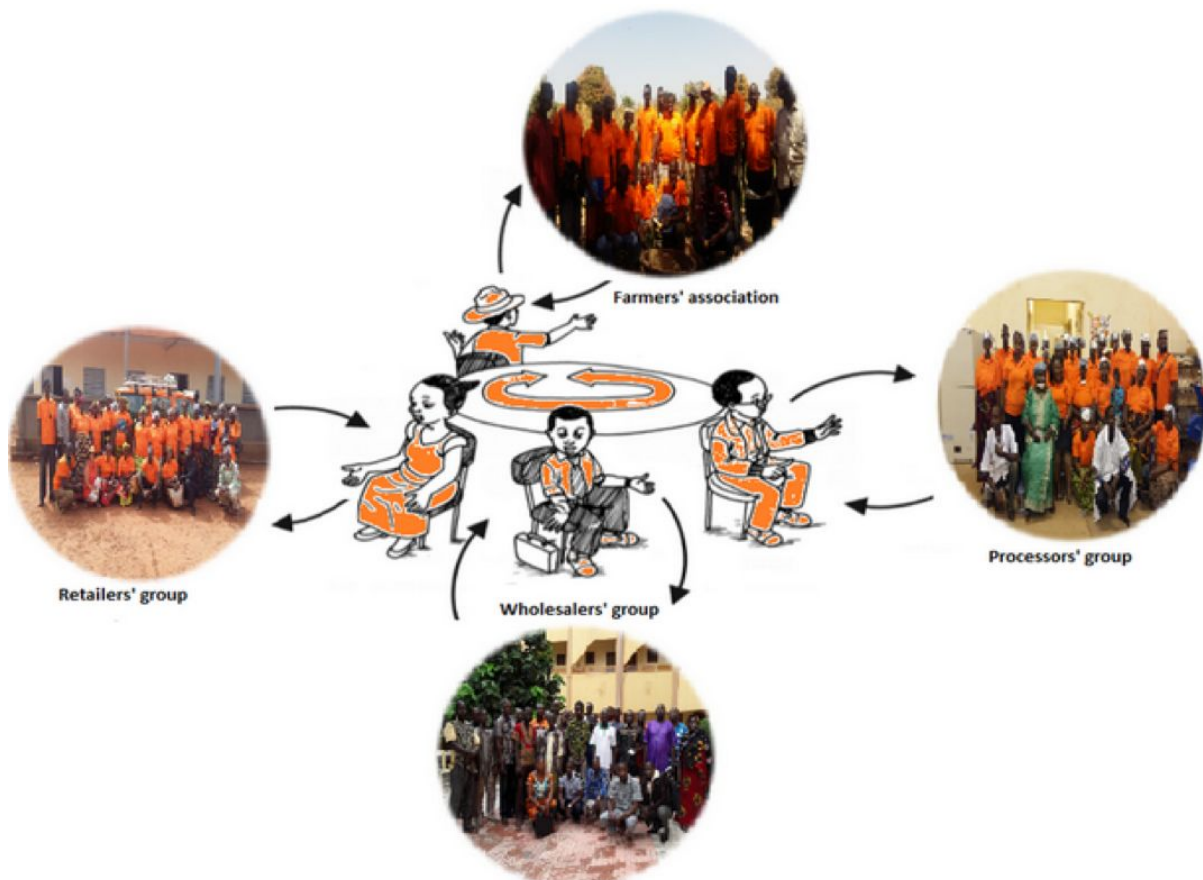 Farmers' association
Retailers' group
Processors' group
Wholesalers' group